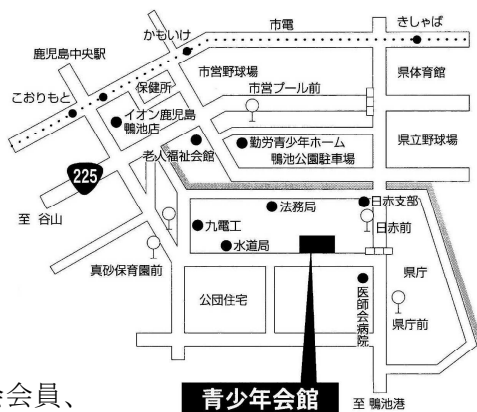 市電
きしゃば
かもいけ
鹿児島中央駅
市営野球場
県体育館
保健所
市営プール前
こおりもと
イオン鹿児島
鴨池店
勤労青少年ホーム
鴨池公園駐車場
県立野球場
老人福祉会館
225
至 谷山
法務局
日赤支部
九電工
日赤前
水道局
真砂保育園前
県庁
公団住宅
医師会病院
県庁前
青少年会館
至 鴨池港
会会員、